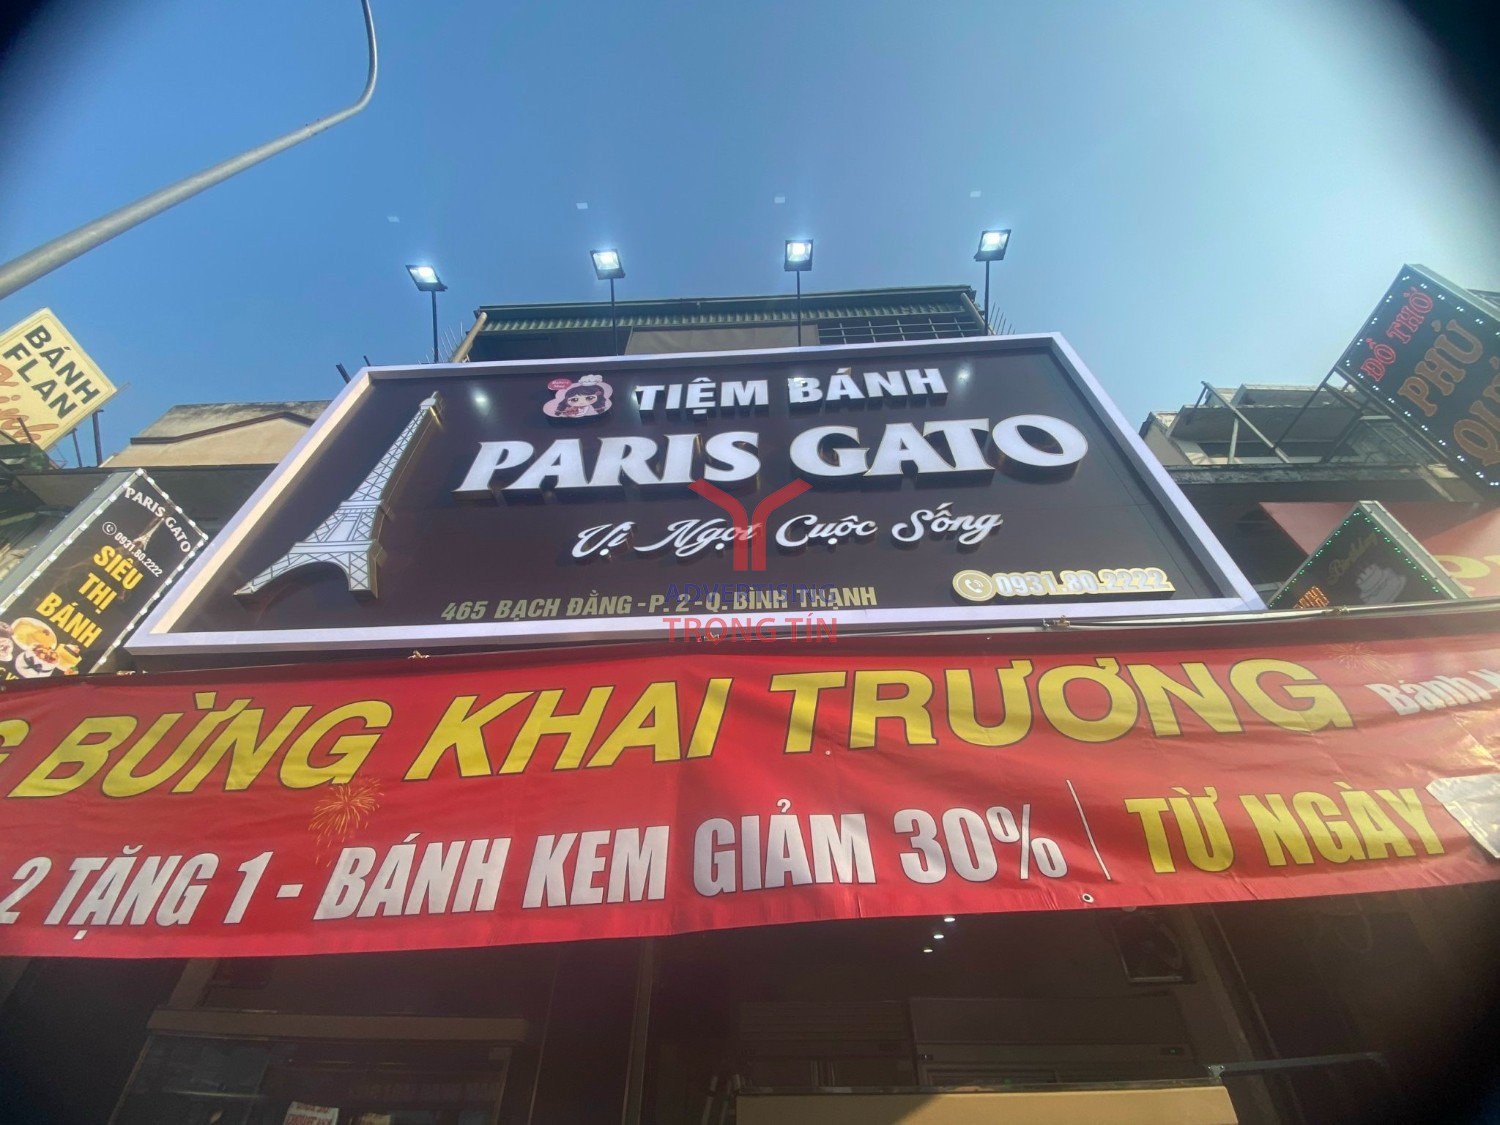 BÁNH
FLAN
PARIS GATO
0931.80.2222
SIÊU
THỊ
BÁNH
TIỆM BÁNH
PARIS GATO
Vị Ngọt Cuộc Sống
465 BẠCH ĐẰNG - P. 2 - Q. BÌNH THẠNH
0931.80.2222
ADVERTISING
TRỌNG TÍN
ĐỒ THỜ
PHÚ
BỪNG KHAI TRƯƠNG
2 TẶNG 1 - BÁNH KEM GIẢM 30% | TỪ NGÀY